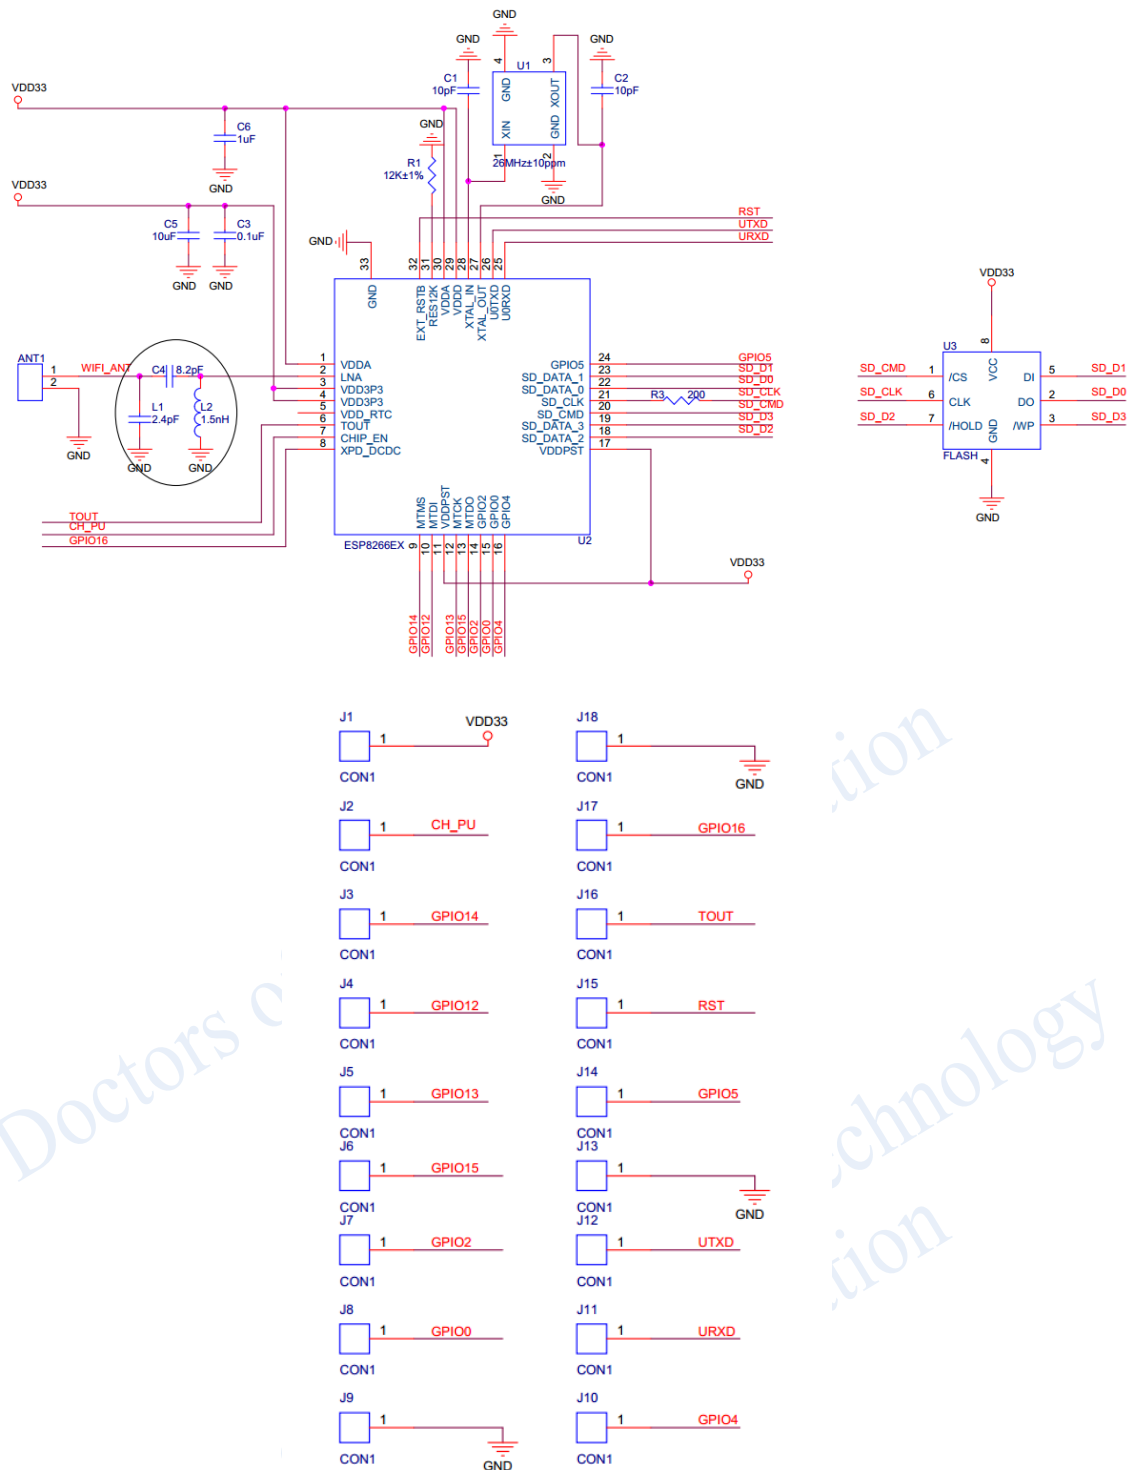 GND
GND
GND
4
U1
3
C1
10pF
GND
XOUT
C2
10pF
XIN
GND
1
2
26MHz±10ppm
GND
VDD33
C6
1uF
GND
GND
R1
12K±1%
VDD33
C5
10uF
C3
0.1uF
GND
GND
RST
UTXD
URXD
GND
33
32
31
30
29
28
27
26
25
GND
EXT_RSTB
RES12K
VDDA
VDDD
XTAL_IN
XTAL_OUT
U0TXD
U0RXD
ANT1
1
2
WIFI_ANT
C4
8.2pF
L1
2.4pF
L2
1.5nH
GND
GND
GND
1 VDDA
2 LNA
3 VDD3P3
4 VDD3P3
5 VDD_RTC
6 TOUT
7 CHIP_EN
8 XPD_DCDC
GPIO5 24 GPIO5
SD_DATA_1 23 SD_D1
SD_DATA_0 22 SD_D0
SD_CLK 21 R3 200 SD_CLK
SD_CMD 20 SD_CMD
SD_DATA_3 19 SD_D3
SD_DATA_2 18 SD_D2
VDDPST 17
TOUT
CH_PU
GPIO16
MTMS
MTDI
VDDPST
MTCK
MTDO
GPIO2
GPIO0
GPIO4
ESP8266EX
U2
9
10
11
12
13
14
15
16
GPIO14
GPIO12
GPIO13
GPIO15
GPIO2
GPIO0
GPIO4
VDD33
VDD33
8
U3
SD_CMD 1 /CS VCC DI 5 SD_D1
SD_CLK 6 CLK DO 2 SD_D0
SD_D2 7 /HOLD GND /WP 3 SD_D3
FLASH
4
GND
J1
1
VDD33
CON1
J18
1
GND
CON1
J2
1
CH_PU
CON1
J17
1
GPIO16
CON1
J3
1
GPIO14
CON1
J16
1
TOUT
CON1
J4
1
GPIO12
CON1
J15
1
RST
CON1
J5
1
GPIO13
CON1
J14
1
GPIO5
CON1
J6
1
GPIO15
CON1
J13
1
GND
CON1
J7
1
GPIO2
CON1
J12
1
UTXD
CON1
J8
1
GPIO0
CON1
J11
1
URXD
CON1
J9
1
GND
CON1
J10
1
GPIO4
CON1
Doctors o
chnology
tion
tion